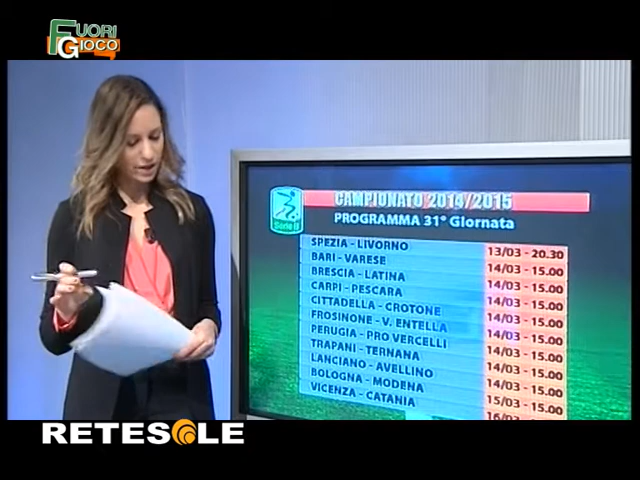 FUORI
GIOCO
CAMPIONATO 2014/2015
PROGRAMMA 31° Giornata
Serie B
SPEZIA - LIVORNO 13/03 - 20.30
BARI - VARESE 14/03 - 15.00
BRESCIA - LATINA 14/03 - 15.00
CARPI - PESCARA 14/03 - 15.00
CITTADELLA - CROTONE 14/03 - 15.00
FROSINONE - V. ENTELLA 14/03 - 15.00
PERUGIA - PRO VERCELLI 14/03 - 15.00
TRAPANI - TERNANA 14/03 - 15.00
LANCIANO - AVELLINO 14/03 - 15.00
BOLOGNA - MODENA 14/03 - 15.00
VICENZA - CATANIA 15/03 - 15.00
16/03
RETESOLE